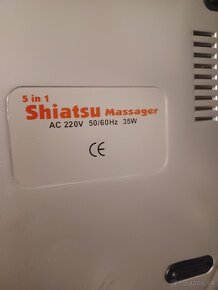 5 in 1
Shiatsu Massager
AC 220V 50/60Hz 35W
CE